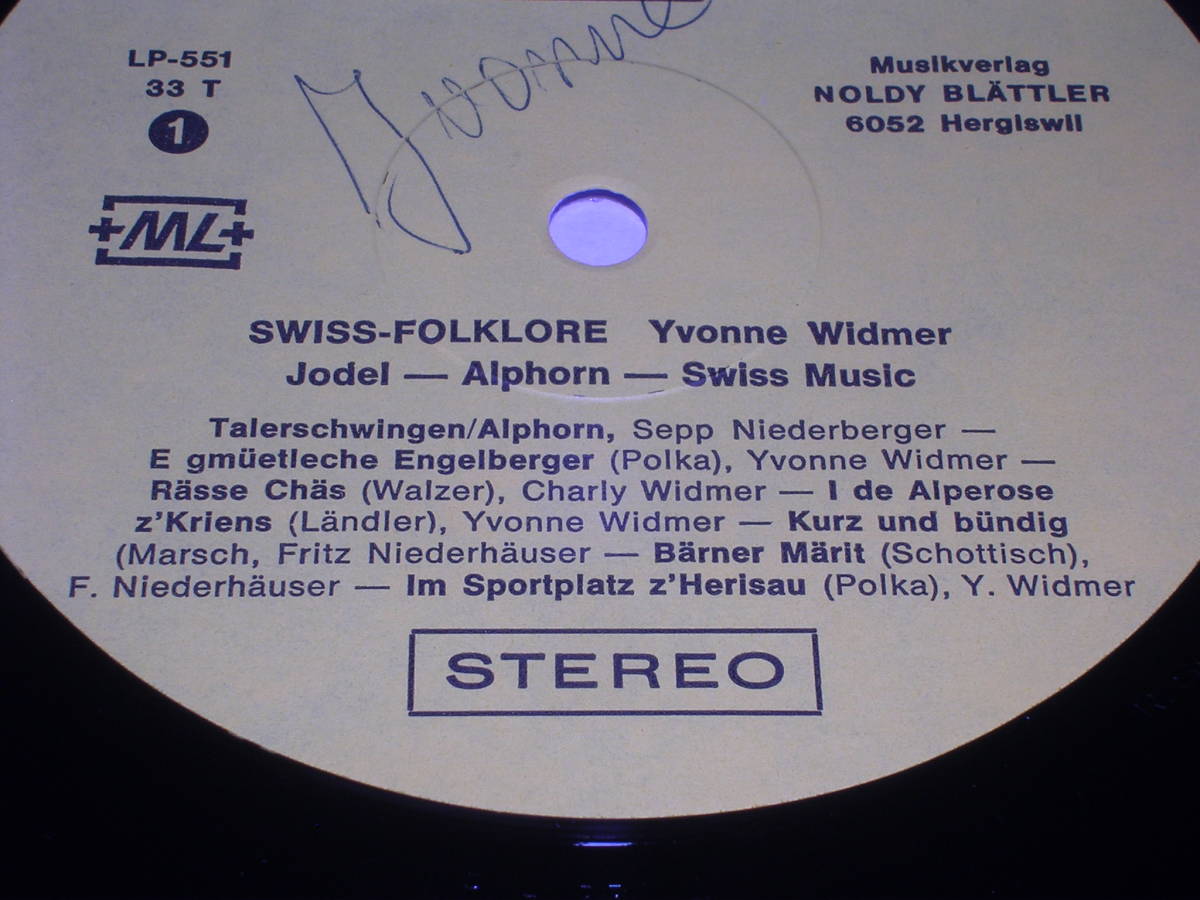 LP-551
33 T
1
Yvonne
Musikverlag
NOLDY BLÄTTLER
6052 Hergiswil
+ML+
SWISS-FOLKLORE Yvonne Widmer
Jodel — Alphorn — Swiss Music
Talerschwingen/Alphorn, Sepp Niederberger —
E gmüetleche Engelberger (Polka), Yvonne Widmer —
Rässe Chäs (Walzer), Charly Widmer — I de Alperose
z'Kriens (Ländler), Yvonne Widmer — Kurz und bündig
(Marsch, Fritz Niederhäuser — Bärner Märit (Schottisch),
F. Niederhäuser — Im Sportplatz z'Herisau (Polka), Y. Widmer
STEREO